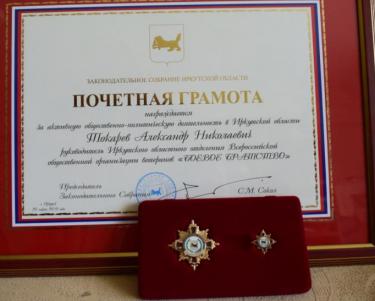 ЗАКОНОДАТЕЛЬНОЕ СОБРАНИЕ ИРКУТСКОЙ ОБЛАСТИ
ПОЧЕТНАЯ ГРАМОТА
награждается
за активную общественно-политическую деятельность в Иркутской области
Токарев Александр Николаевич
руководитель Иркутского областного отделения Всероссийской
общественной организации ветеранов «БОЕВОЕ БРАТСТВО»
Председатель
Законодательного Собрания
С.М. Сокол
г. Иркутск